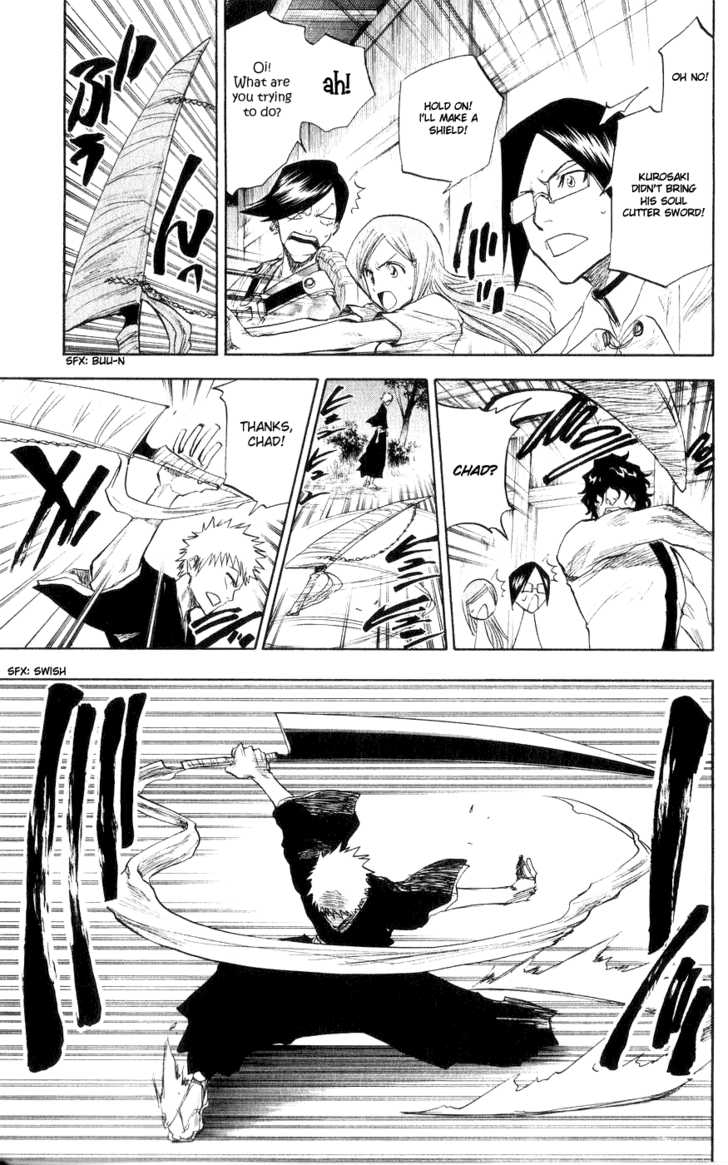 OH NO!
KUROSAKI
DIDN'T BRING
HIS SOUL
CUTTER SWORD!
HOLD ON!
I'LL MAKE A
SHIELD!
ah!
Oi!
What are
you trying
to do?
SFX: BUU-N
CHAD?
THANKS,
CHAD!
SFX: SWISH